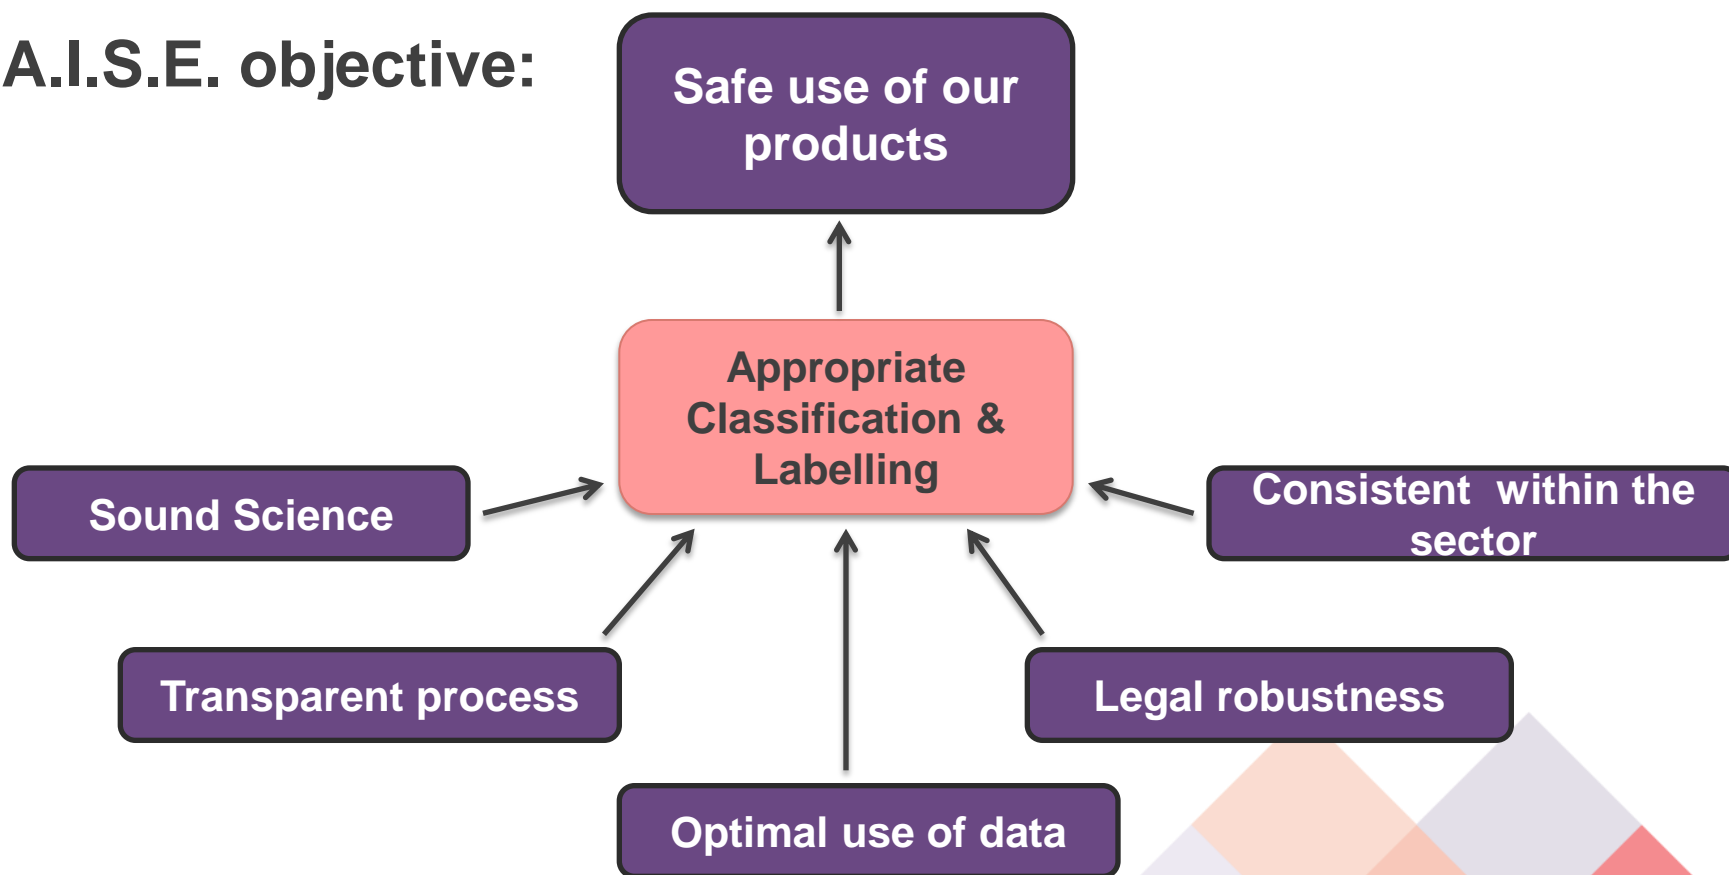 A.I.S.E. objective:
Safe use of our
products
Appropriate
Classification &
Labelling
Sound Science
Consistent within the
sector
Transparent process
Legal robustness
Optimal use of data